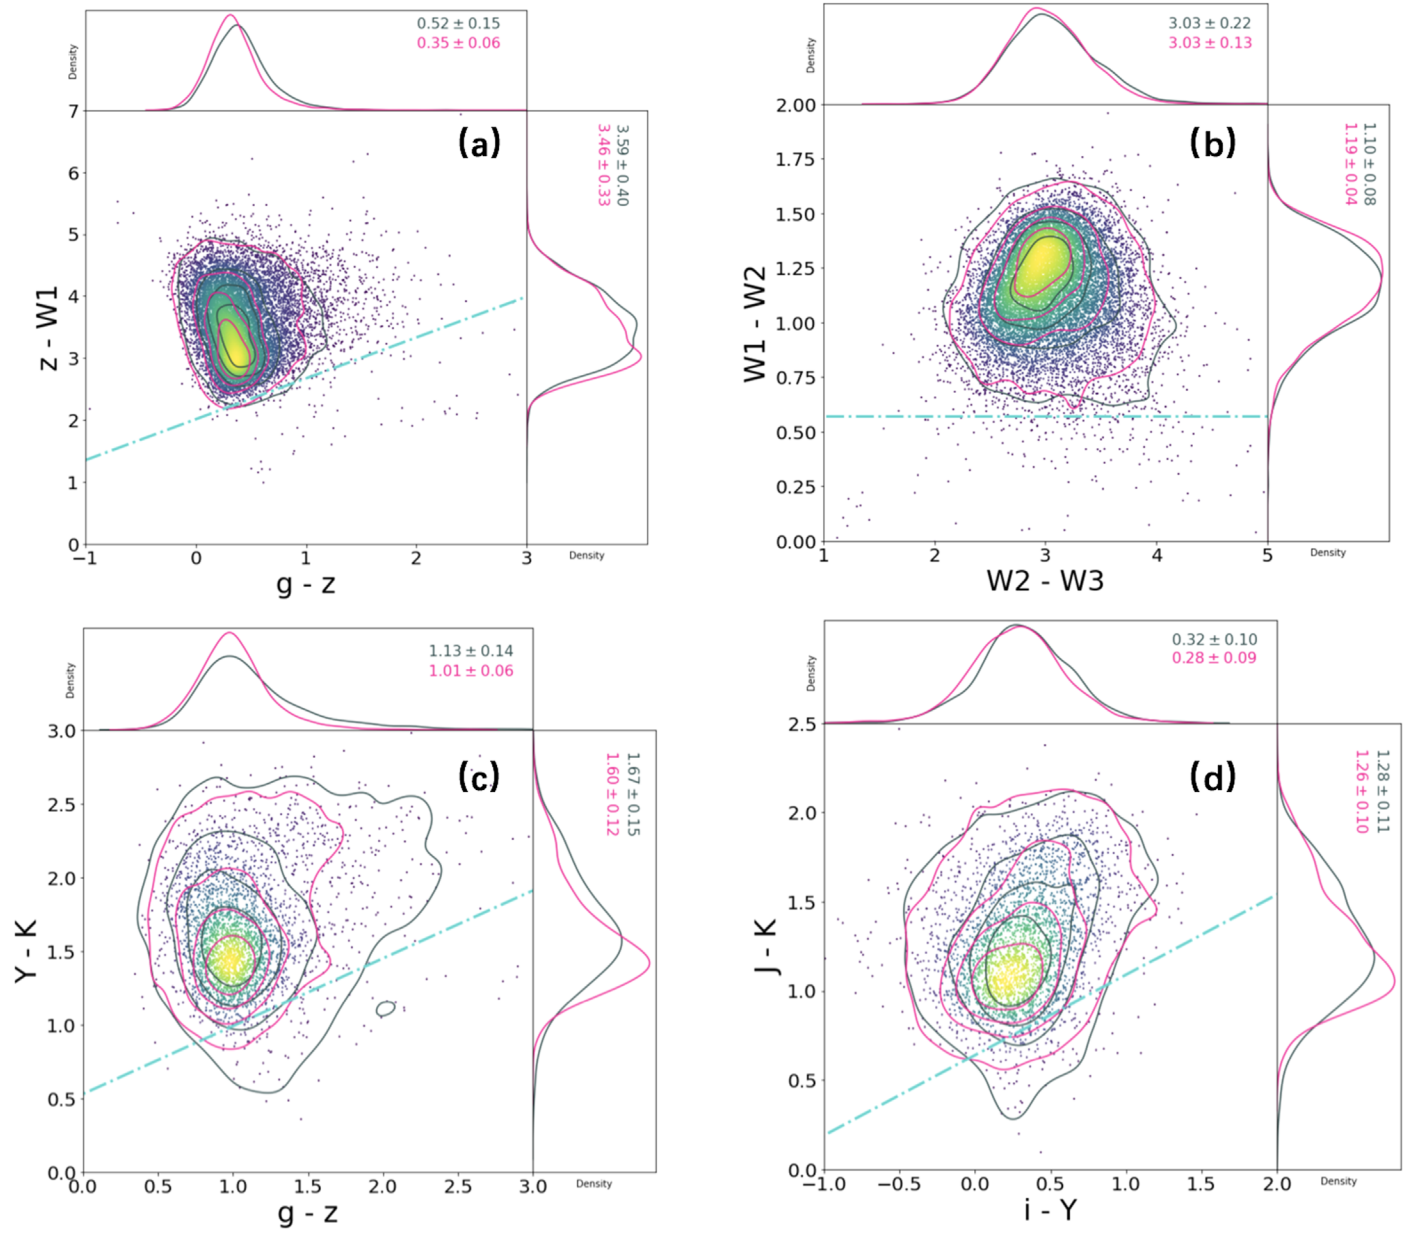 Density
0.52 ± 0.15
0.35 ± 0.06
(a)
3.59 ± 0.40
3.46 ± 0.33
z - W1
7
6
5
4
3
2
1
0
−1 0 1 2 3
Density
g - z
Density
3.03 ± 0.22
3.03 ± 0.13
(b)
1.10 ± 0.08
1.19 ± 0.04
W1 - W2
2.00
1.75
1.50
1.25
1.00
0.75
0.50
0.25
0.00
1 2 3 4 5
Density
W2 - W3
Density
1.13 ± 0.14
1.01 ± 0.06
(c)
1.67 ± 0.15
1.60 ± 0.12
Y - K
3.0
2.5
2.0
1.5
1.0
0.5
0.0
0.0 0.5 1.0 1.5 2.0 2.5 3.0
Density
g - z
Density
0.32 ± 0.10
0.28 ± 0.09
(d)
1.28 ± 0.11
1.26 ± 0.10
J - K
2.5
2.0
1.5
1.0
0.5
0.0
−1.0 −0.5 0.0 0.5 1.0 1.5 2.0
Density
i - Y